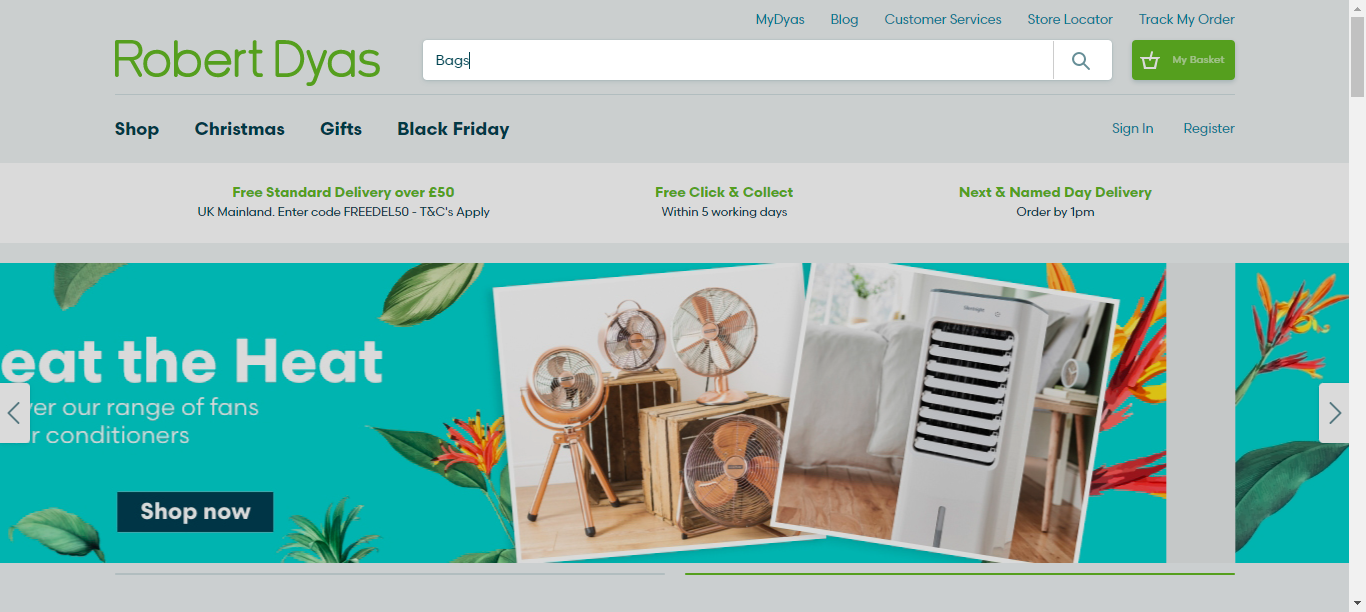 MyDyas Blog Customer Services Store Locator Track My Order
Robert Dyas
Bags
My Basket
Shop Christmas Gifts Black Friday
Sign In Register
Free Standard Delivery over £50
UK Mainland. Enter code FREEDEL50 - T&C's Apply
Free Click & Collect
Within 5 working days
Next & Named Day Delivery
Order by 1pm
eat the Heat
ver our range of fans
r conditioners
Shop now